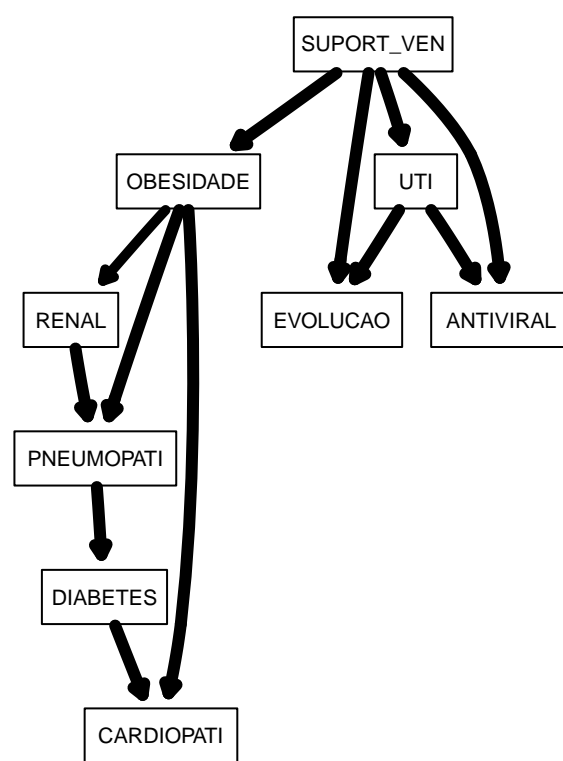 SUPORT_VEN
OBESIDADE
UTI
RENAL
EVOLUCAO
ANTIVIRAL
PNEUMOPATI
DIABETES
CARDIOPATI